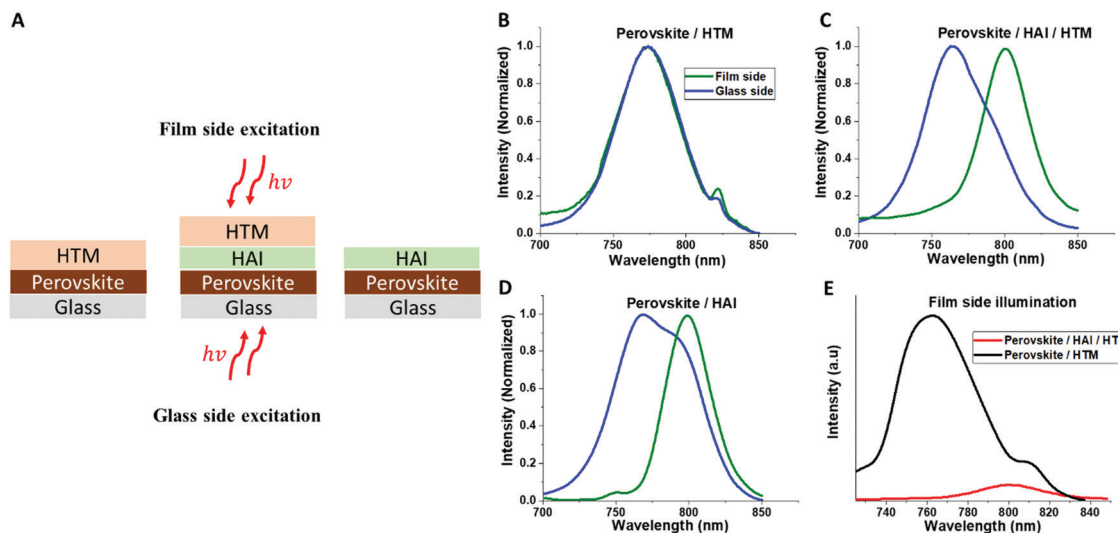 A
Film side excitation
hν
HTM
HTM
HAI
HAI
Perovskite
Perovskite
Perovskite
Glass
Glass
Glass
hν
Glass side excitation
B
Perovskite / HTM
Film side
Glass side
Intensity (Normalized)
1.0
0.8
0.6
0.4
0.2
0.0
700
750
800
850
Wavelength (nm)
C
Perovskite / HAI / HTM
Intensity (Normalized)
1.0
0.8
0.6
0.4
0.2
0.0
700
750
800
850
Wavelength (nm)
D
Perovskite / HAI
Intensity (Normalized)
1.0
0.8
0.6
0.4
0.2
0.0
700
750
800
850
Wavelength (nm)
E
Film side illumination
Perovskite / HAI / HT
Perovskite / HTM
Intensity (a.u)
740
760
780
800
820
840
Wavelength (nm)